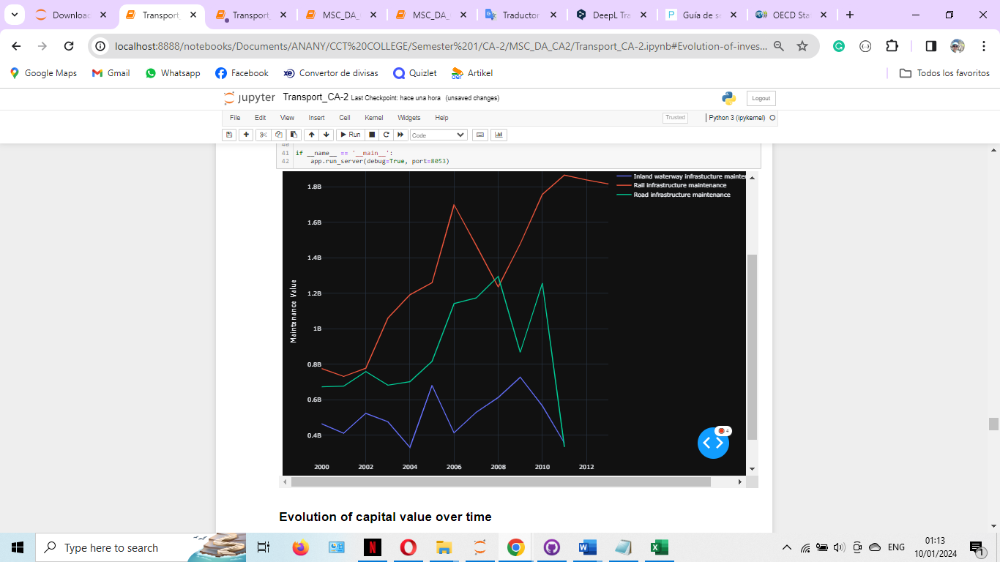 Downloac
Transport_
Transport_
MSC_DA_
MSC_DA_
Traductor
DeepL Tra
Guía de s
OECD Sta
localhost:8888/notebooks/Documents/ANANY/CCT%20COLLEGE/Semester%201/CA-2/MSC_DA_CA2/Transport_CA-2.ipynb#Evolution-of-inves...
Google Maps
Gmail
Whatsapp
Facebook
Convertor de divisas
Quizlet
Artikel
Todos los favoritos
jupyter Transport_CA-2 Last Checkpoint: hace una hora (unsaved changes)
Logout
File Edit View Insert Cell Kernel Widgets Help
Trusted
Python 3 (ipykernel)
Run
Code
40
41 if __name__ == '__main__':
42 app.run_server(debug=True, port=8053)
Inland waterway infrastucture mainte
Rail infrastructure maintenance
Road infrastructure maintenance
Maintenance Value
1.8B
1.6B
1.4B
1.2B
1B
0.8B
0.6B
0.4B
2000 2002 2004 2006 2008 2010 2012
4
Evolution of capital value over time
Type here to search
ENG
01:13
10/01/2024
1